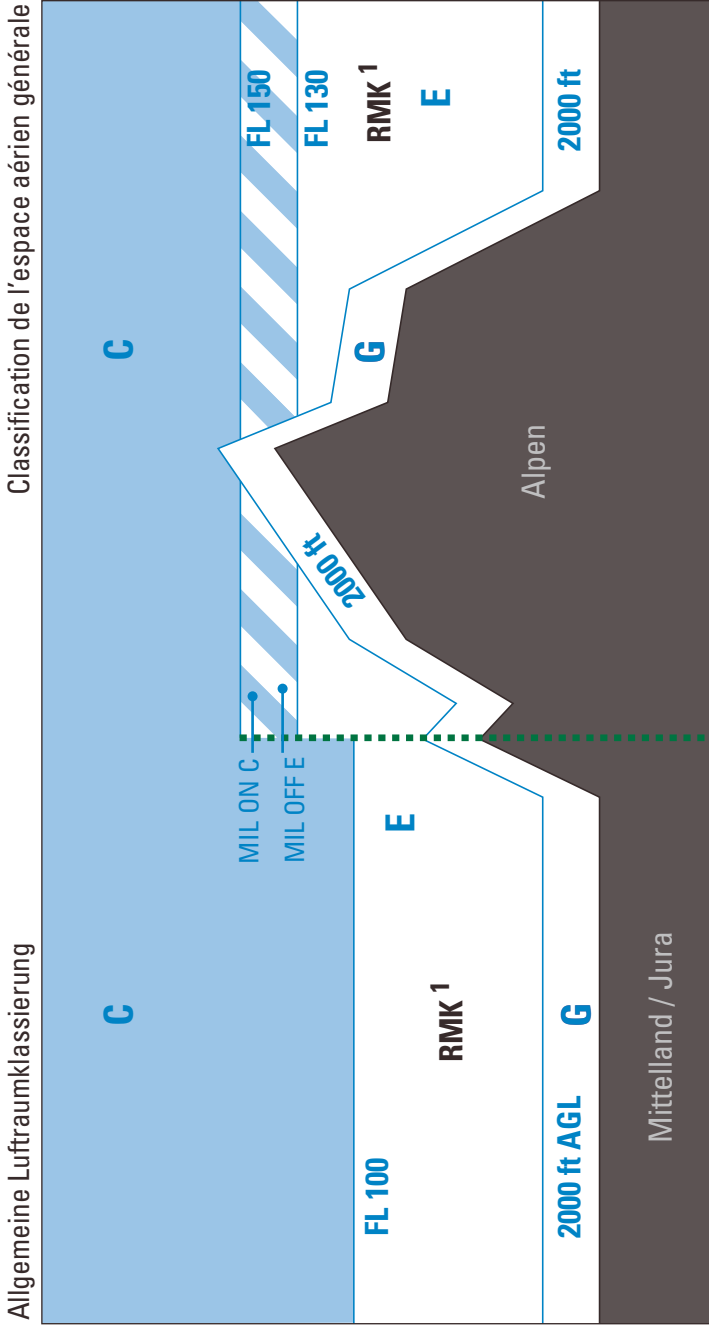 Allgemeine Luftraumklassierung
Classification de l'espace aérien générale
C
C
FL 150
FL 130
MIL ON C
MIL OFF E
RMK 1
E
2000 ft
G
2000 ft
FL 100
E
RMK 1
2000 ft AGL
G
Alpen
Mittelland / Jura